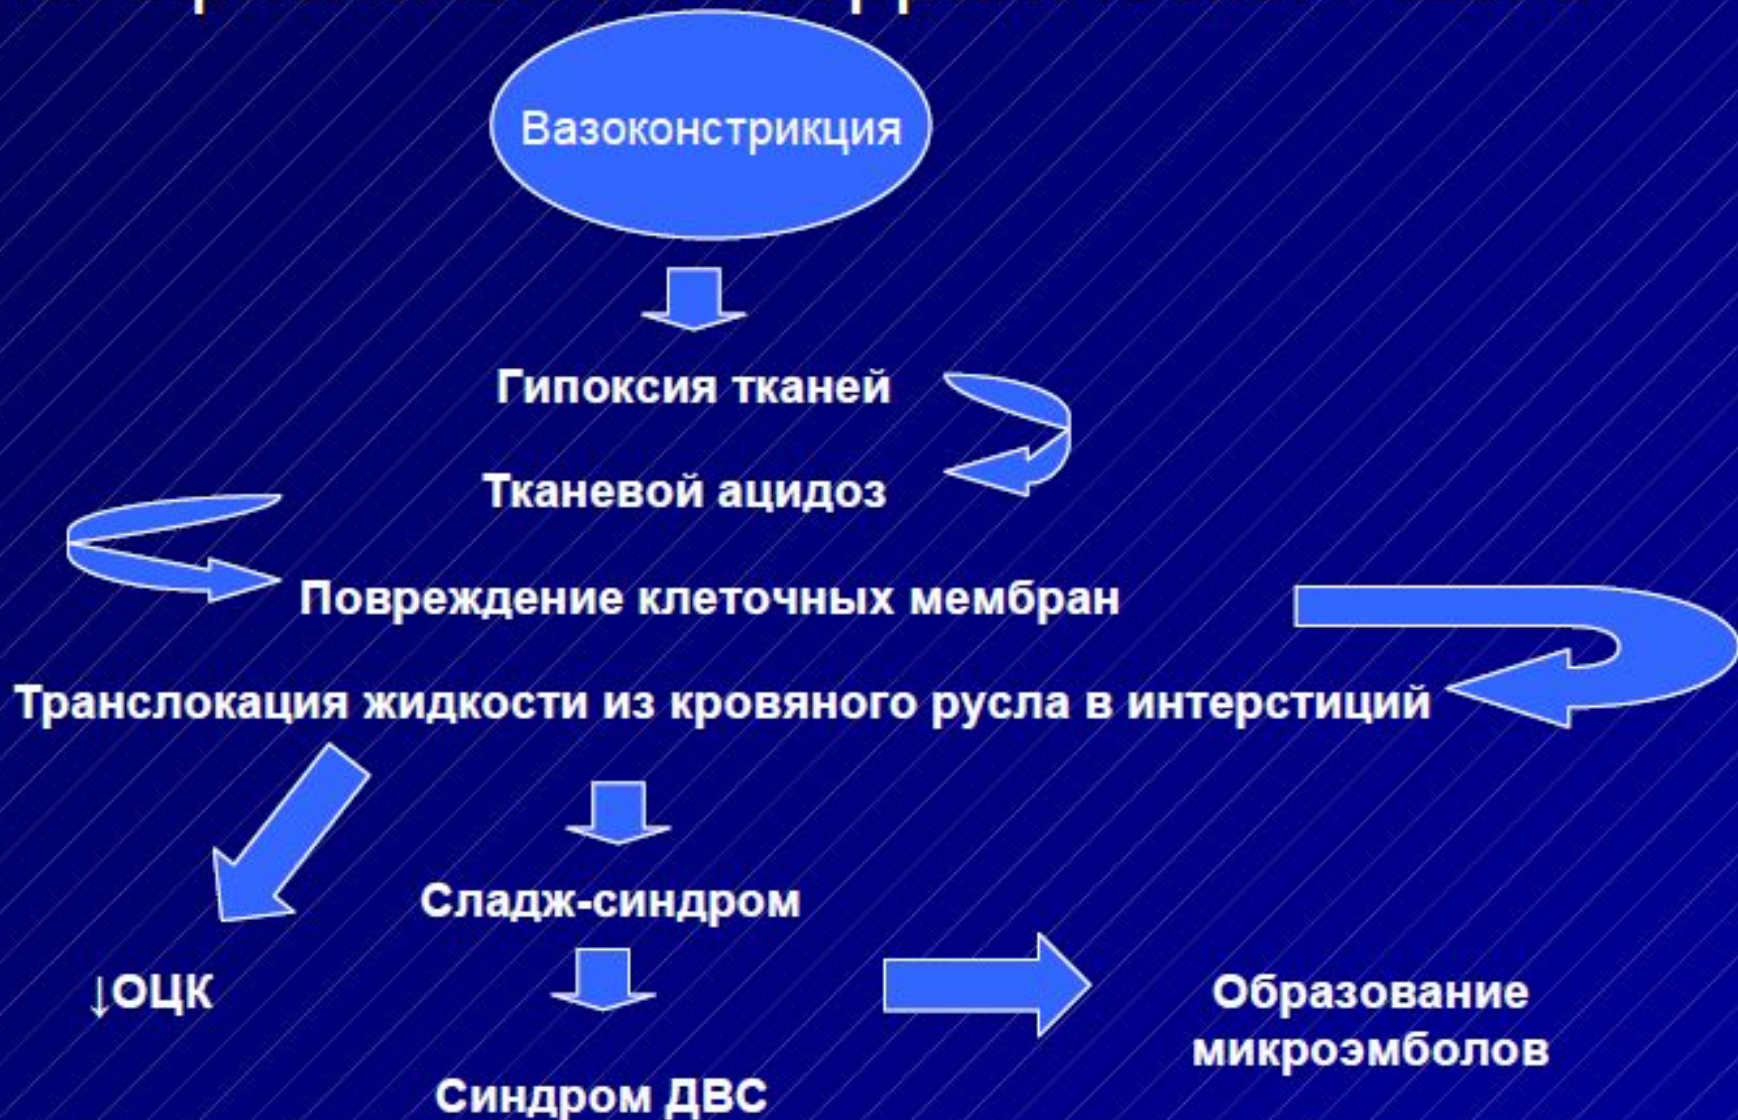 Вазоконстрикция
Гипоксия тканей
Тканевой ацидоз
Повреждение клеточных мембран
Транслокация жидкости из кровяного русла в интерстиций
Сладж-синдром
↓ОЦК
Образование
микроэмболов
Синдром ДВС